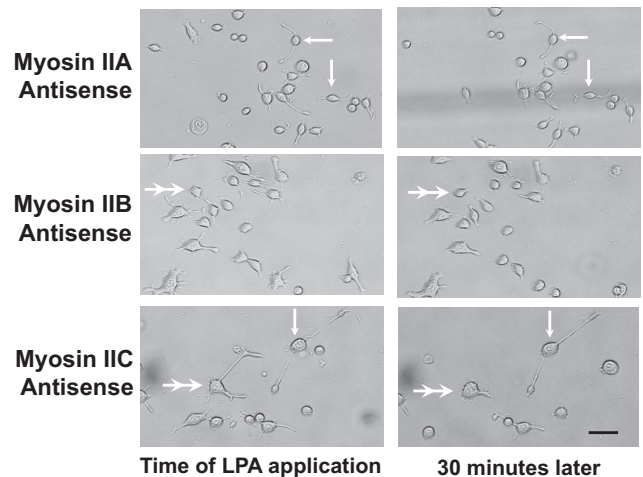 Myosin IIA
Antisense
Myosin IIB
Antisense
Myosin IIC
Antisense
Time of LPA application
30 minutes later